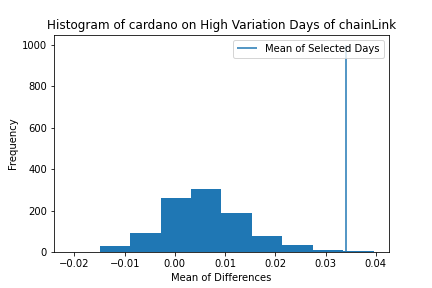 Histogram of cardano on High Variation Days of chainLink
Mean of Selected Days
1000
800
600
400
200
0
Frequency
−0.02 −0.01 0.00 0.01 0.02 0.03 0.04
Mean of Differences